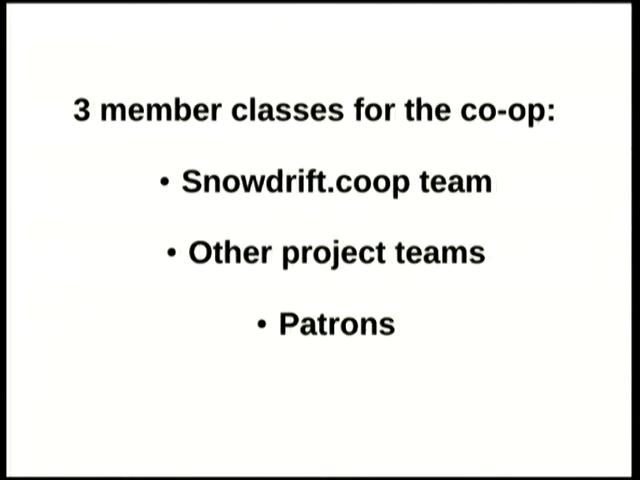 3 member classes for the co-op:
• Snowdrift.coop team
• Other project teams
• Patrons